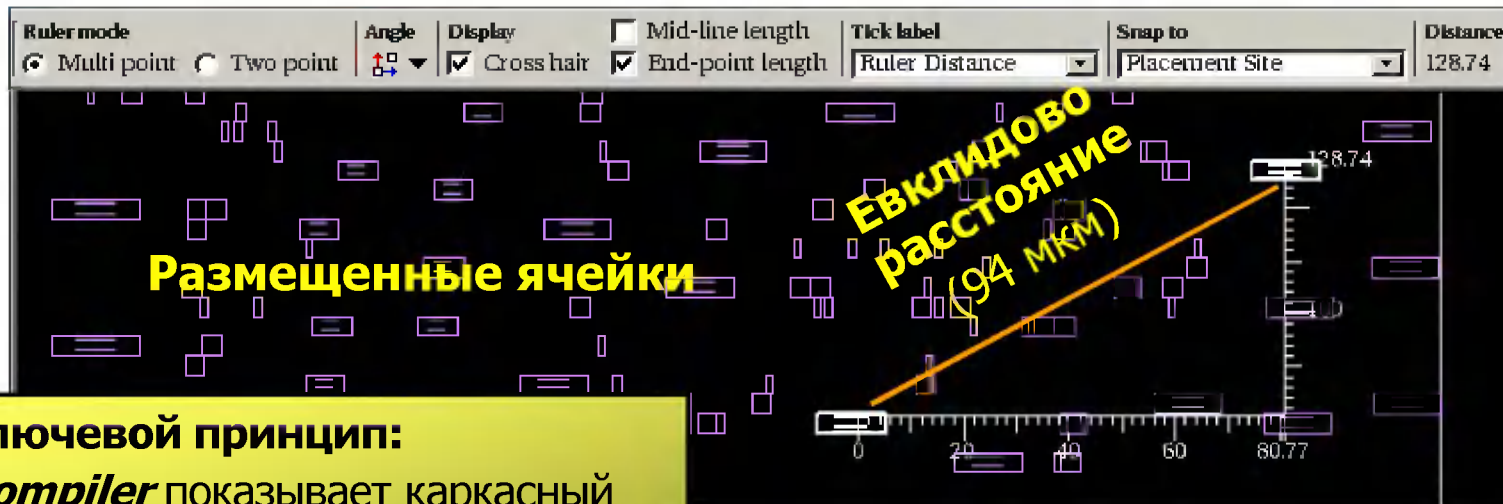 Ruler mode Angle Display Mid-line length Tick label Snap to Distance
Multi point Two point Cross hair End-point length Ruler Distance Placement Site 128.74
Евклидово
расстояние
(94 мкм)
128.74
Размещенные ячейки
0 20 40 60 80.77
лючевой принцип:
ompiler показывает каркасный